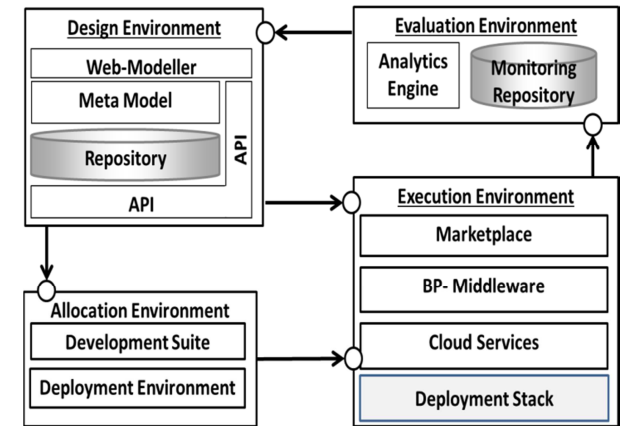 Design Environment
Web-Modeller
Meta Model
Repository
API
API
Evaluation Environment
Analytics
Engine
Monitoring
Repository
Allocation Environment
Development Suite
Deployment Environment
Execution Environment
Marketplace
BP- Middleware
Cloud Services
Deployment Stack